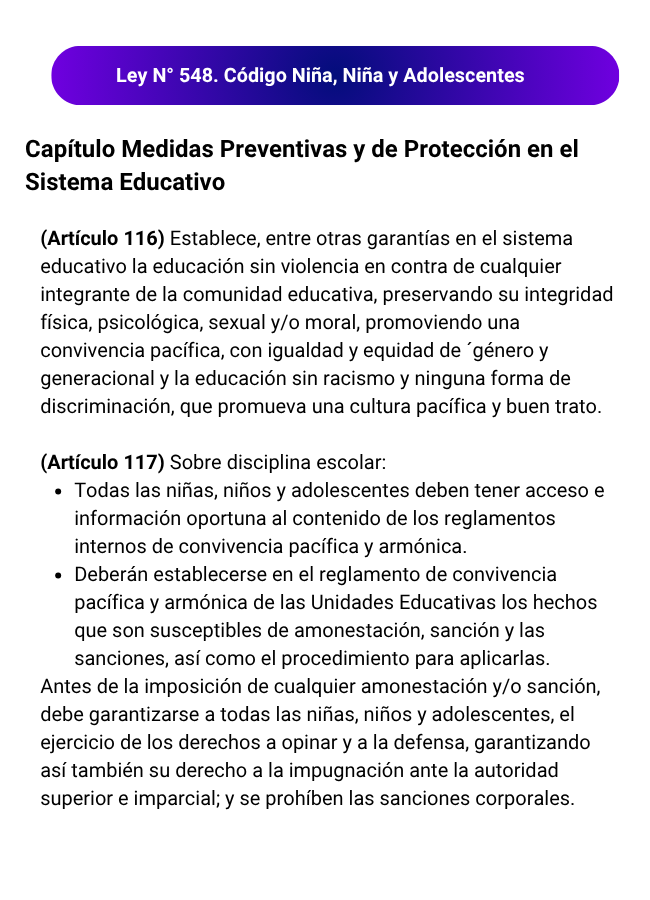 Ley N° 548. Código Niña, Niña y Adolescentes
Capítulo Medidas Preventivas y de Protección en el
Sistema Educativo
(Artículo 116) Establece, entre otras garantías en el sistema
educativo la educación sin violencia en contra de cualquier
integrante de la comunidad educativa, preservando su integridad
física, psicológica, sexual y/o moral, promoviendo una
convivencia pacífica, con igualdad y equidad de ´género y
generacional y la educación sin racismo y ninguna forma de
discriminación, que promueva una cultura pacífica y buen trato.
(Artículo 117) Sobre disciplina escolar:
• Todas las niñas, niños y adolescentes deben tener acceso e
información oportuna al contenido de los reglamentos
internos de convivencia pacífica y armónica.
• Deberán establecerse en el reglamento de convivencia
pacífica y armónica de las Unidades Educativas los hechos
que son susceptibles de amonestación, sanción y las
sanciones, así como el procedimiento para aplicarlas.
Antes de la imposición de cualquier amonestación y/o sanción,
debe garantizarse a todas las niñas, niños y adolescentes, el
ejercicio de los derechos a opinar y a la defensa, garantizando
así también su derecho a la impugnación ante la autoridad
superior e imparcial; y se prohíben las sanciones corporales.